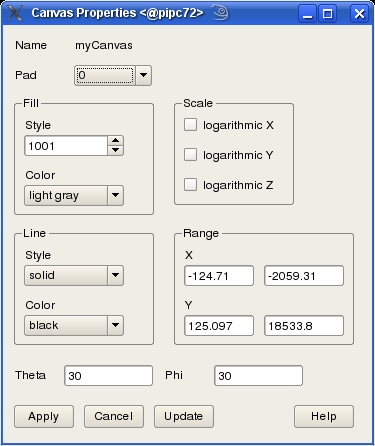 Canvas Properties <@pipc72>
Name myCanvas
Pad 0
Fill
Style
1001
Color
light gray
Scale
logarithmic X
logarithmic Y
logarithmic Z
Line
Style
solid
Color
black
Range
X
-124.71 -2059.31
Y
125.097 18533.8
Theta 30 Phi 30
Apply Cancel Update Help